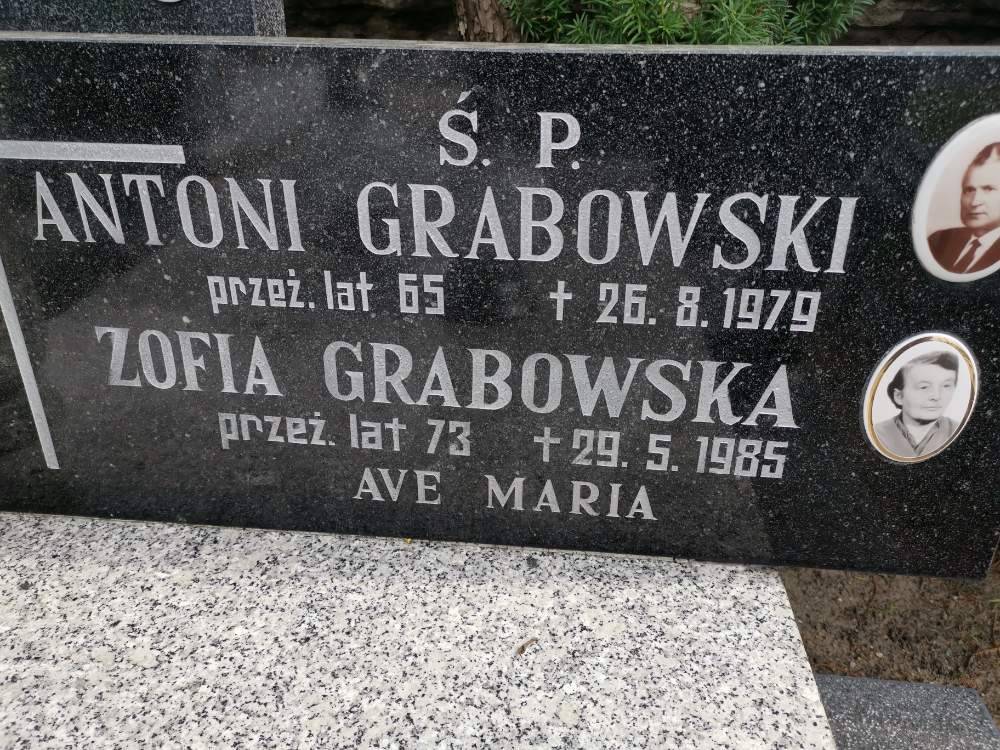 Ś. P.
ANTONI GRABOWSKI
przeż. lat 65 † 26. 8. 1979
ZOFIA GRABOWSKA
przeż. lat 73 † 29. 5. 1985
AVE MARIA